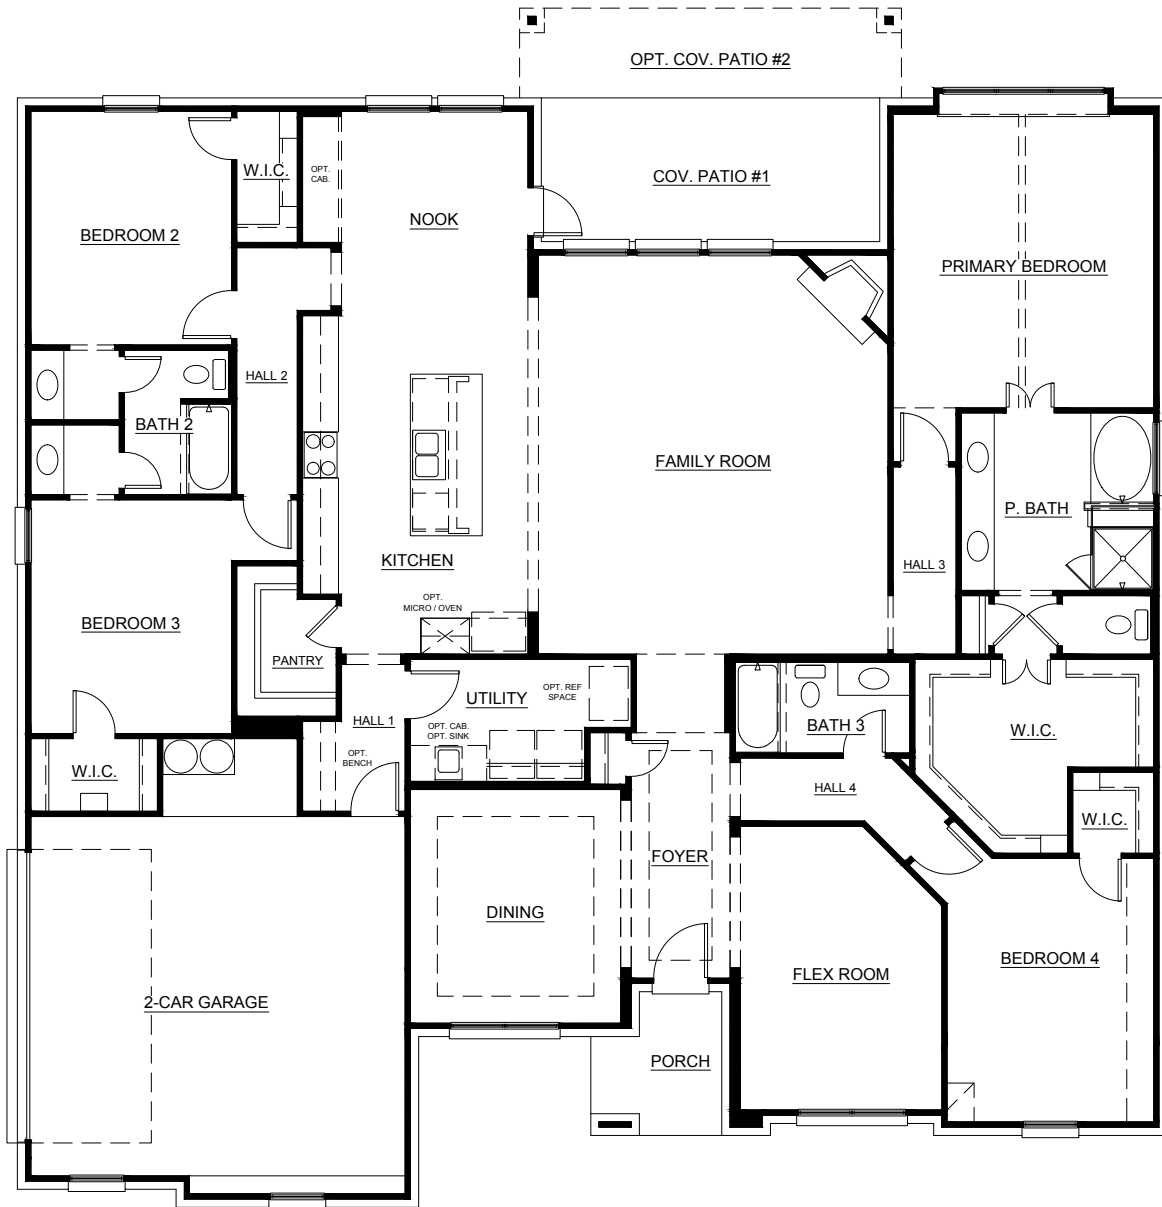 OPT. COV. PATIO #2
COV. PATIO #1
W.I.C.
OPT.
CAB.
NOOK
BEDROOM 2
PRIMARY BEDROOM
HALL 2
BATH 2
FAMILY ROOM
P. BATH
KITCHEN
HALL 3
OPT.
MICRO / OVEN
BEDROOM 3
PANTRY
UTILITY
OPT. REF
SPACE
HALL 1
OPT. CAB.
OPT. SINK
BATH 3
W.I.C.
OPT.
BENCH
W.I.C.
HALL 4
W.I.C.
FOYER
DINING
BEDROOM 4
FLEX ROOM
2-CAR GARAGE
PORCH